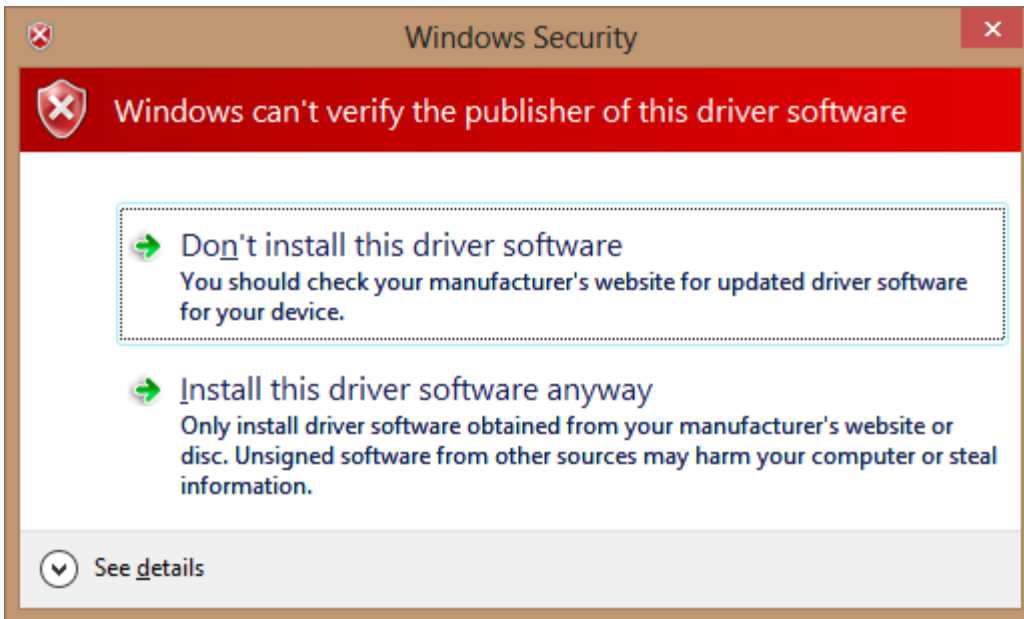 Windows Security
Windows can't verify the publisher of this driver software
Don't install this driver software
You should check your manufacturer's website for updated driver software
for your device.
Install this driver software anyway
Only install driver software obtained from your manufacturer's website or
disc. Unsigned software from other sources may harm your computer or steal
information.
See details